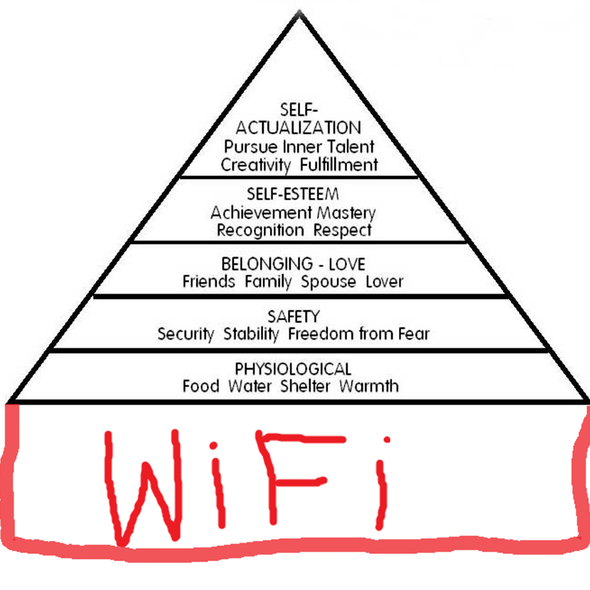 SELF-
ACTUALIZATION
Pursue Inner Talent
Creativity Fulfillment
SELF-ESTEEM
Achievement Mastery
Recognition Respect
BELONGING - LOVE
Friends Family Spouse Lover
SAFETY
Security Stability Freedom from Fear
PHYSIOLOGICAL
Food Water Shelter Warmth
WiFi